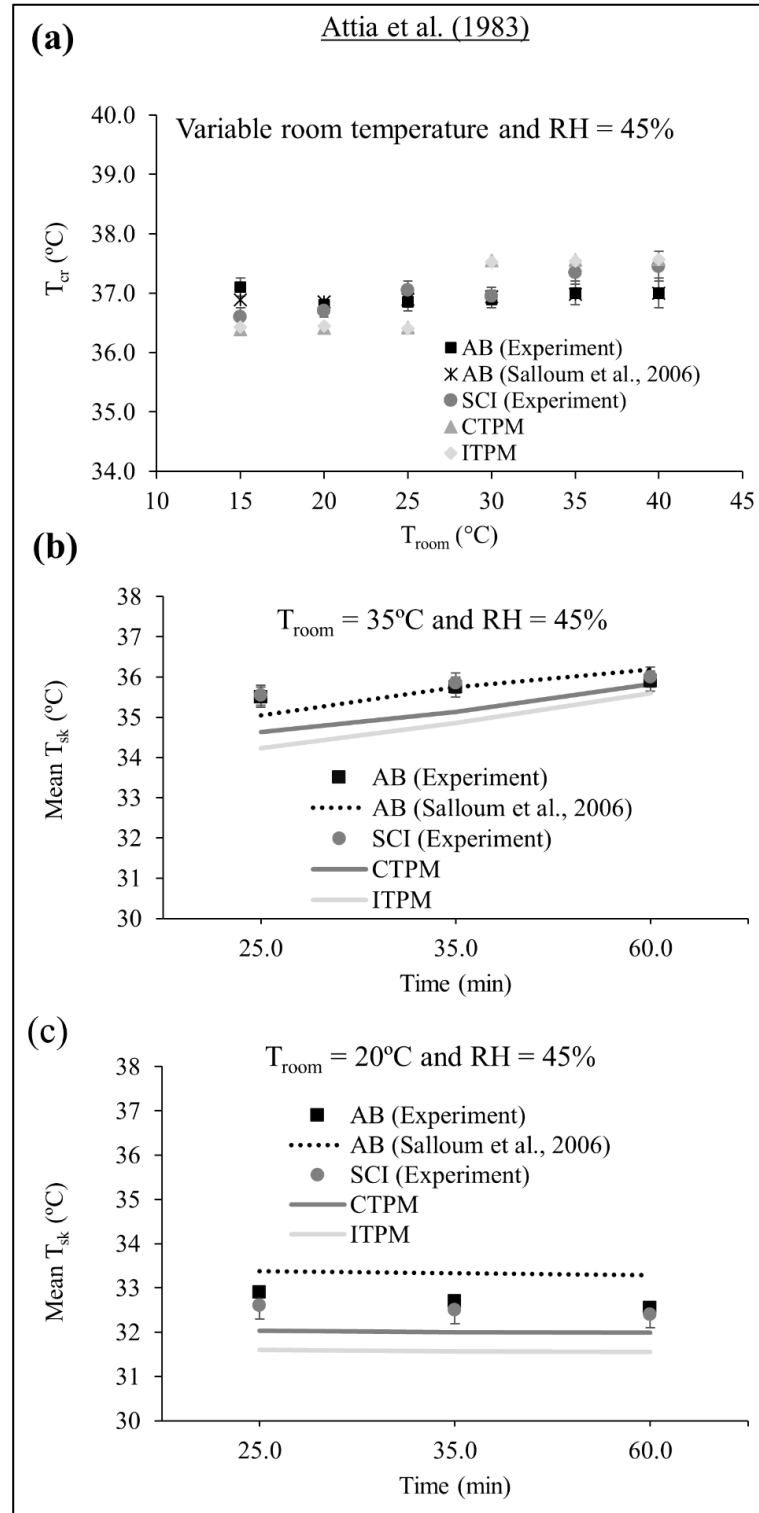 Attia et al. (1983)
(a)
Variable room temperature and RH = 45%
40.0
39.0
38.0
37.0
36.0
35.0
34.0
Tcr (ºC)
AB (Experiment)
AB (Salloum et al., 2006)
SCI (Experiment)
CTPM
ITPM
10 15 20 25 30 35 40 45
Troom (°C)
(b)
Troom = 35ºC and RH = 45%
38
37
36
35
34
33
32
31
30
Mean Tsk (ºC)
AB (Experiment)
AB (Salloum et al., 2006)
SCI (Experiment)
CTPM
ITPM
25.0 35.0 60.0
Time (min)
(c)
Troom = 20ºC and RH = 45%
38
37
36
35
34
33
32
31
30
Mean Tsk (ºC)
AB (Experiment)
AB (Salloum et al., 2006)
SCI (Experiment)
CTPM
ITPM
25.0 35.0 60.0
Time (min)